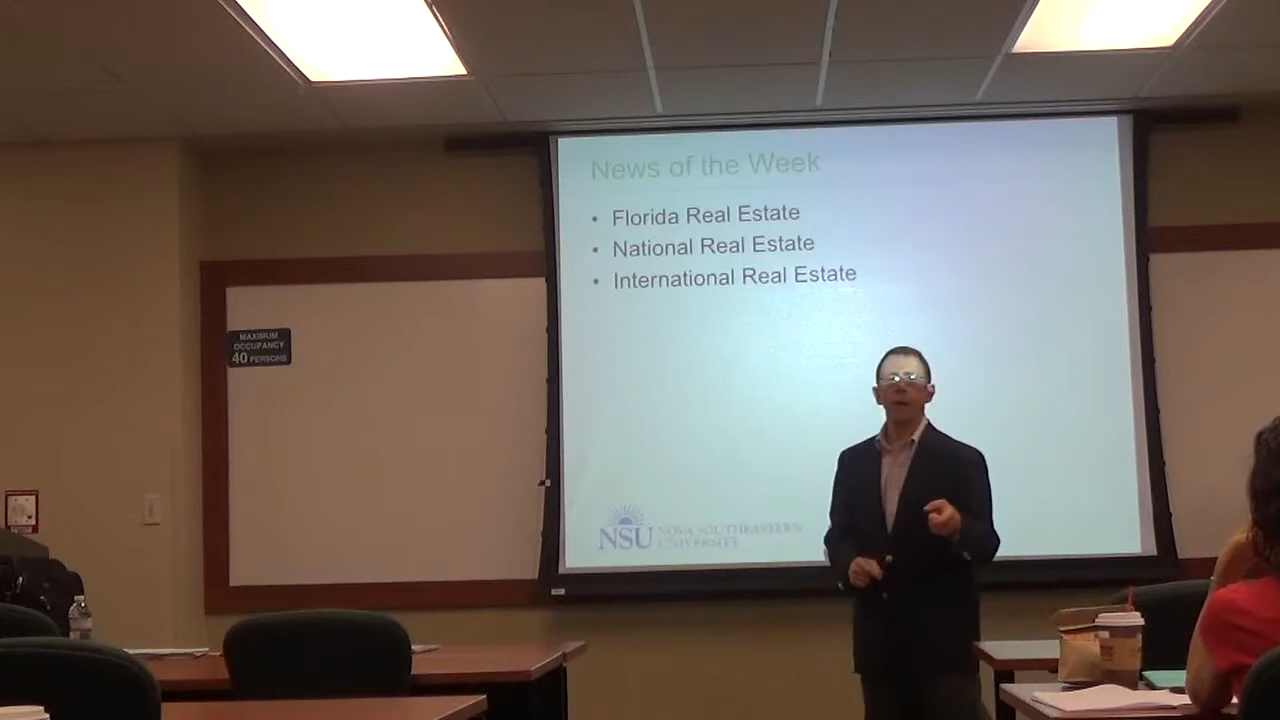 News of the Week
• Florida Real Estate
• National Real Estate
• International Real Estate
MAXIMUM
OCCUPANCY
40 PERSONS
NSU NOVA SOUTHEASTERN
UNIVERSITY